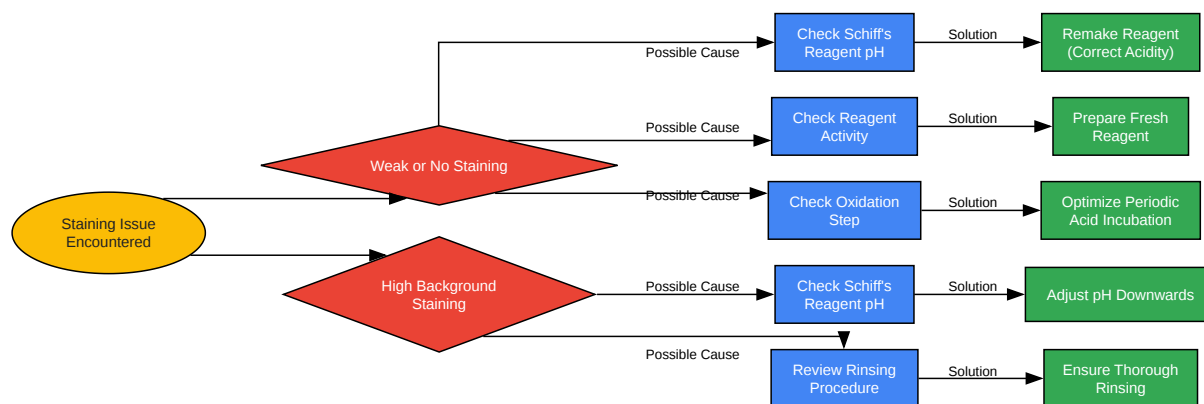 Staining Issue
Encountered
Weak or No Staining
Possible Cause
Check Schiff's
Reagent pH
Solution
Remake Reagent
(Correct Acidity)
Possible Cause
Check Reagent
Activity
Solution
Prepare Fresh
Reagent
Possible Cause
Check Oxidation
Step
Solution
Optimize Periodic
Acid Incubation
High Background
Staining
Possible Cause
Check Schiff's
Reagent pH
Solution
Adjust pH Downwards
Possible Cause
Review Rinsing
Procedure
Solution
Ensure Thorough
Rinsing